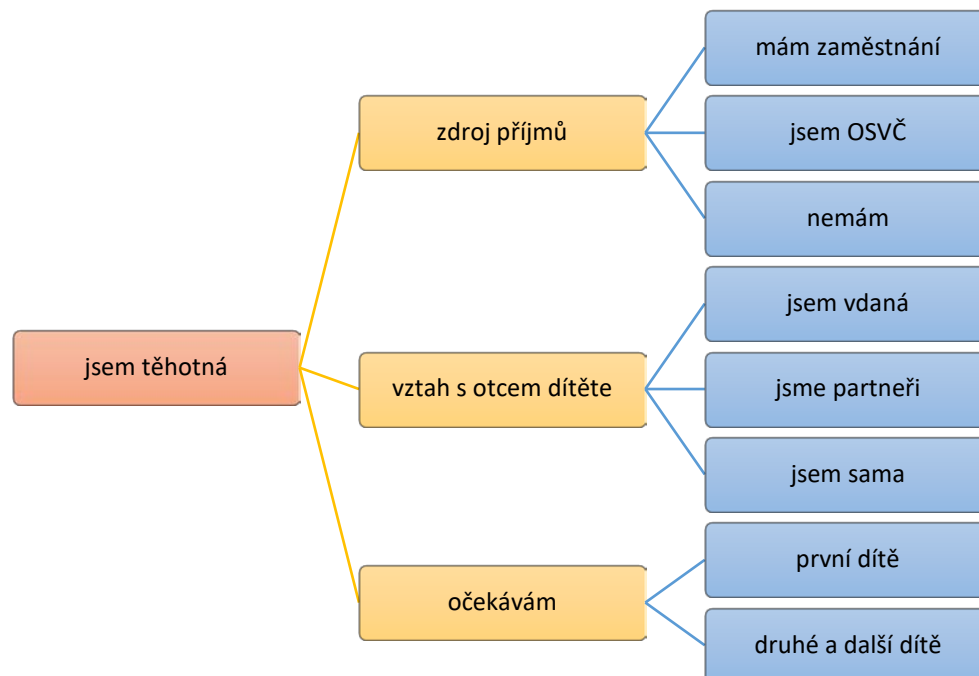 jsem těhotná
zdroj příjmů
mám zaměstnání
jsem OSVČ
nemám
vztah s otcem dítěte
jsem vdaná
jsme partneři
jsem sama
očekávám
první dítě
druhé a další dítě